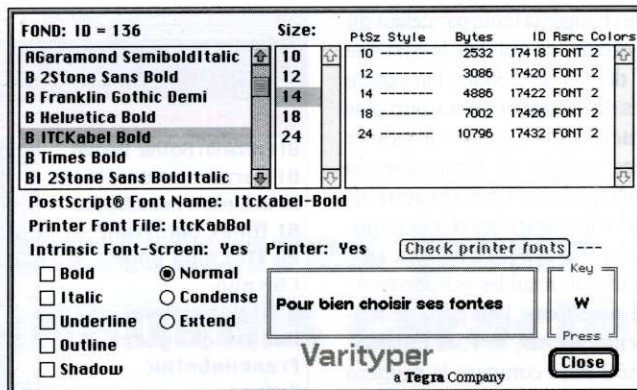 FOND: ID = 136
Size:
PtSz Style Bytes ID Rsrc Colors
AGaramond SemiboldItalic
B 2Stone Sans Bold
B Franklin Gothic Demi
B Helvetica Bold
B ITCKabel Bold
B Times Bold
BI 2Stone Sans BoldItalic
10
12
14
18
24
10 -------- 2532 17418 FONT 2
12 -------- 3086 17420 FONT 2
14 -------- 4886 17422 FONT 2
18 -------- 7002 17426 FONT 2
24 -------- 10796 17432 FONT 2
PostScript® Font Name: ItcKabel-Bold
Printer Font File: ItcKabBol
Intrinsic Font-Screen: Yes Printer: Yes Check printer fonts ----
Bold
Italic
Underline
Outline
Shadow
Normal
Condense
Extend
Pour bien choisir ses fontes
Key
W
Press
Varityper
a Tegra Company
Close